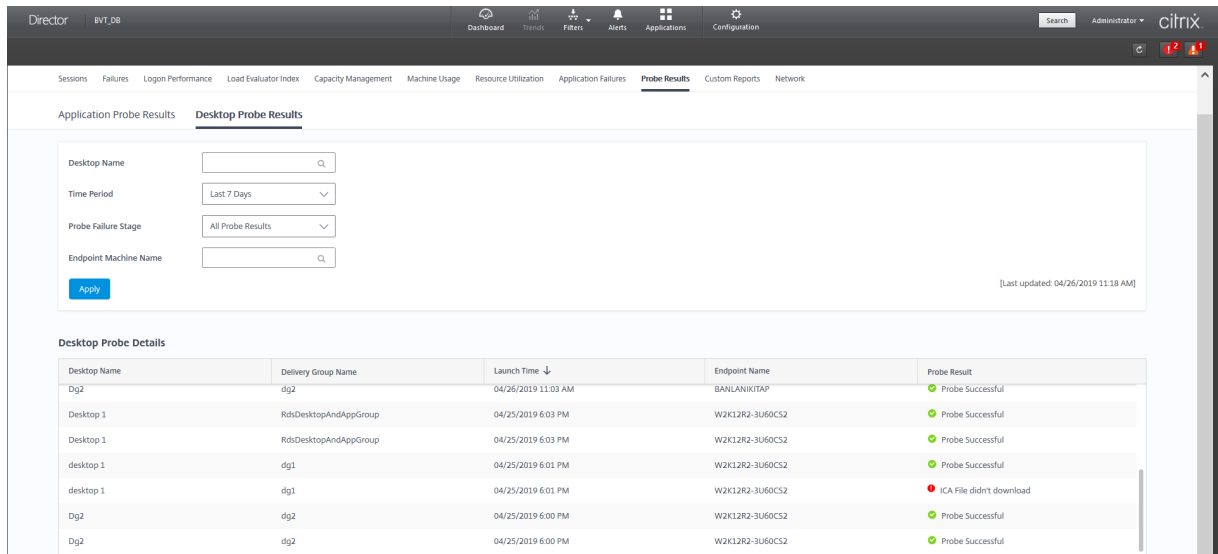 Director BVT_DB Dashboard Trends Filters Alerts Applications Configuration Search Administrator citrix
2 1
Sessions Failures Logon Performance Load Evaluator Index Capacity Management Machine Usage Resource Utilization Application Failures Probe Results Custom Reports Network
Application Probe Results Desktop Probe Results
Desktop Name
Time Period Last 7 Days
Probe Failure Stage All Probe Results
Endpoint Machine Name
Apply [Last updated: 04/26/2019 11:18 AM]
Desktop Probe Details
Desktop Name Delivery Group Name Launch Time Endpoint Name Probe Result
Dg2 dg2 04/26/2019 11:03 AM BANLANIKITAP Probe Successful
Desktop 1 RdsDesktopAndAppGroup 04/25/2019 6:03 PM W2K12R2-3U60CS2 Probe Successful
Desktop 1 RdsDesktopAndAppGroup 04/25/2019 6:03 PM W2K12R2-3U60CS2 Probe Successful
desktop 1 dg1 04/25/2019 6:01 PM W2K12R2-3U60CS2 Probe Successful
desktop 1 dg1 04/25/2019 6:01 PM W2K12R2-3U60CS2 ICA File didn't download
Dg2 dg2 04/25/2019 6:00 PM W2K12R2-3U60CS2 Probe Successful
Dg2 dg2 04/25/2019 6:00 PM W2K12R2-3U60CS2 Probe Successful